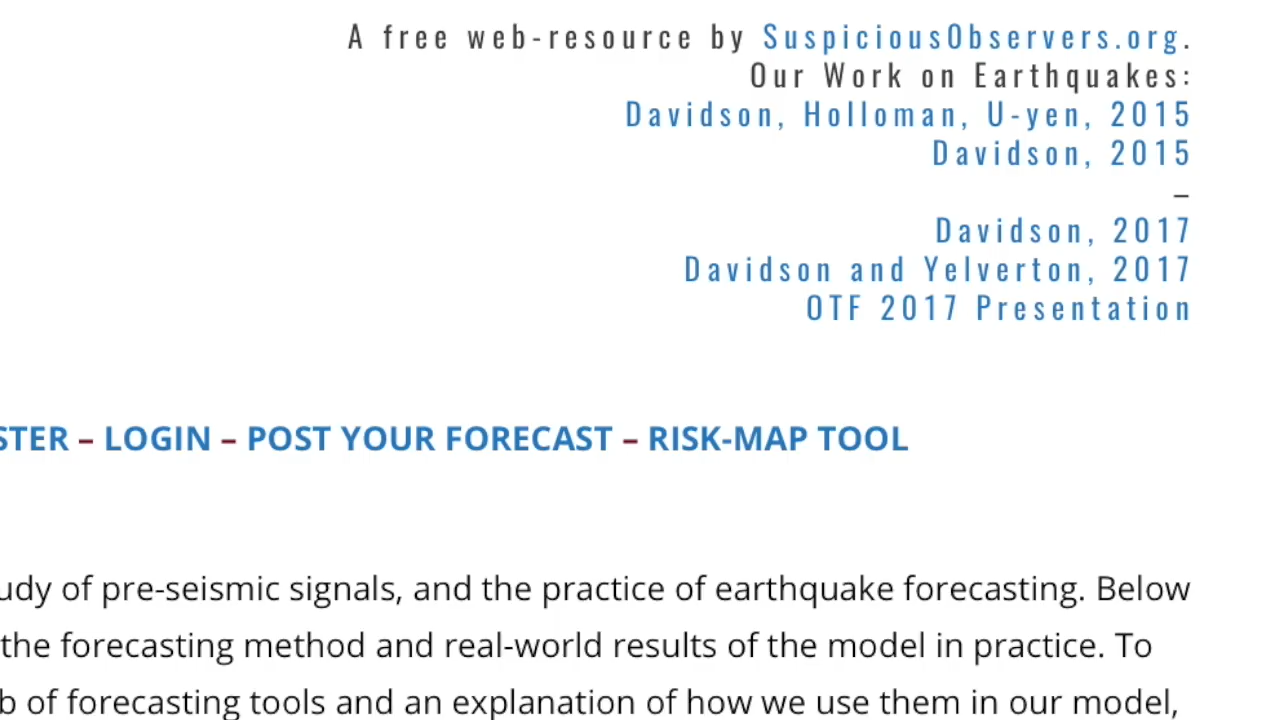 A free web-resource by SuspiciousObservers.org.
Our Work on Earthquakes:
Davidson, Holloman, U-yen, 2015
Davidson, 2015
–
Davidson, 2017
Davidson and Yelverton, 2017
OTF 2017 Presentation
– LOGIN – POST YOUR FORECAST – RISK-MAP TOOL
of pre-seismic signals, and the practice of earthquake forecasting. Below
the forecasting method and real-world results of the model in practice. To
of forecasting tools and an explanation of how we use them in our model,